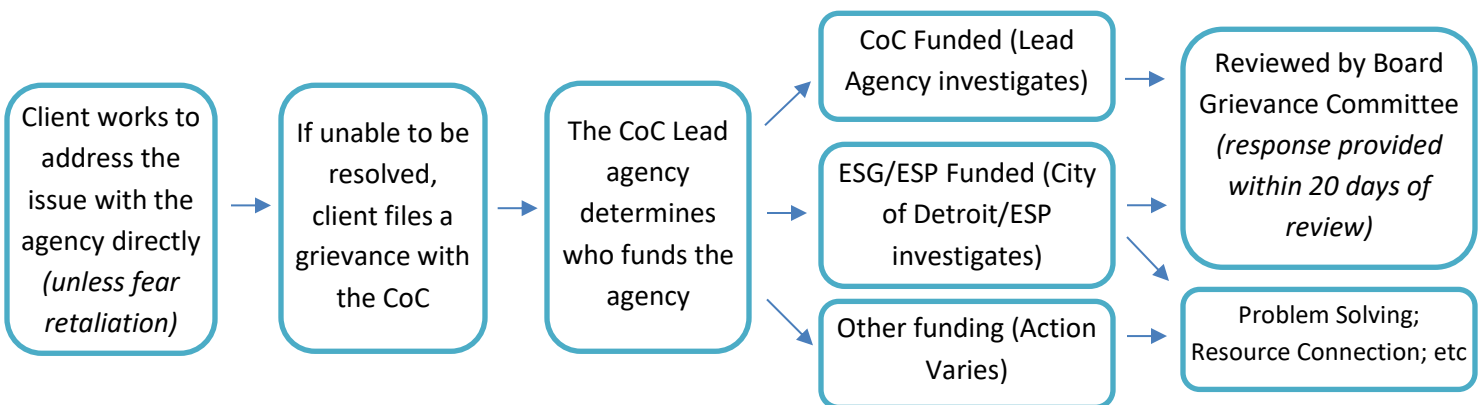 Client works to
address the
issue with the
agency directly
(unless fear
retaliation)
If unable to be
resolved,
client files a
grievance with
the CoC
The CoC Lead
agency
determines
who funds the
agency
CoC Funded (Lead
Agency investigates)
ESG/ESP Funded (City
of Detroit/ESP
investigates)
Other funding (Action
Varies)
Reviewed by Board
Grievance Committee
(response provided
within 20 days of
review)
Problem Solving;
Resource Connection; etc